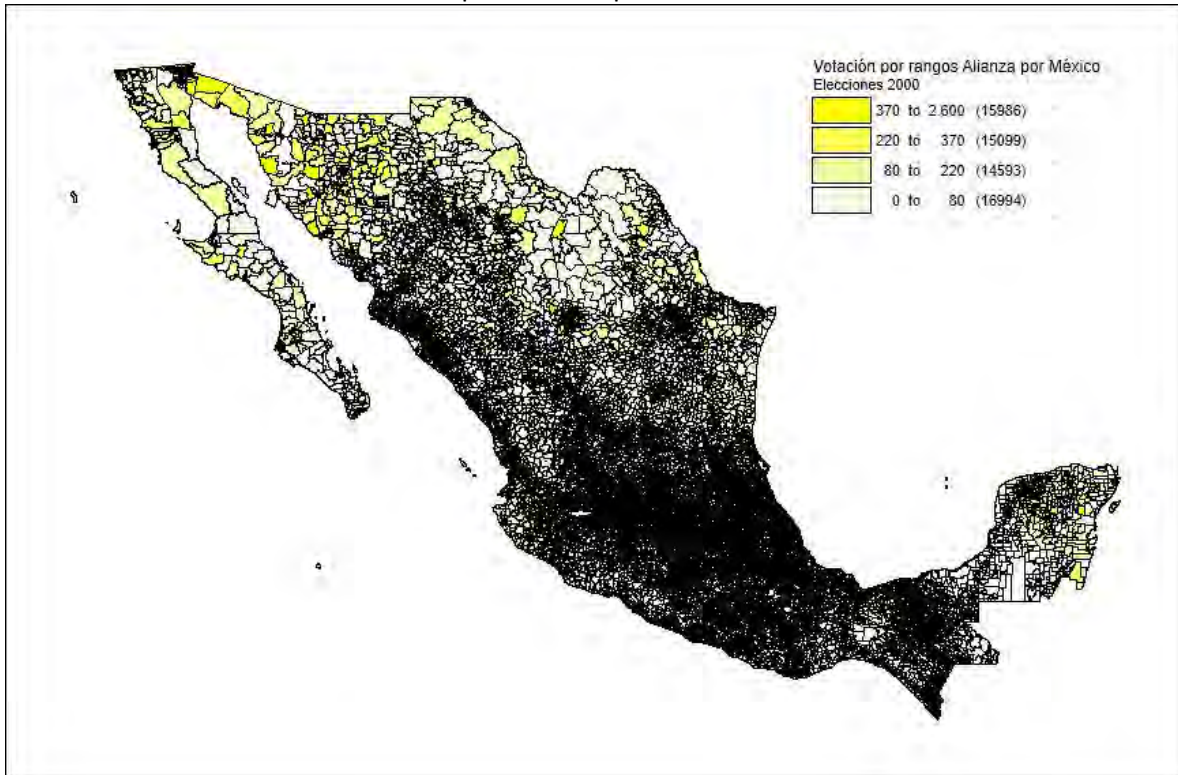 Votación por rangos Alianza por México
Elecciones 2000
370 to 2.600 (15986)
220 to 370 (15099)
80 to 220 (14593)
0 to 80 (16994)